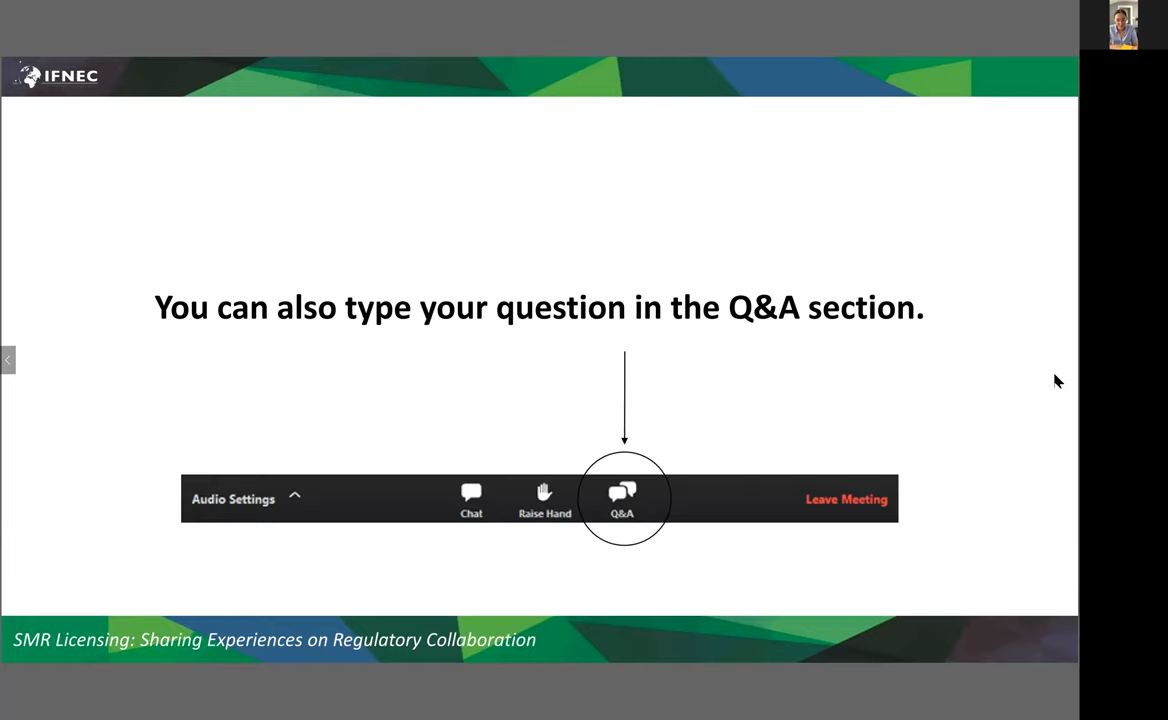 IFNEC
You can also type your question in the Q&A section.
Audio Settings
Chat
Raise Hand
Q&A
Leave Meeting
SMR Licensing: Sharing Experiences on Regulatory Collaboration